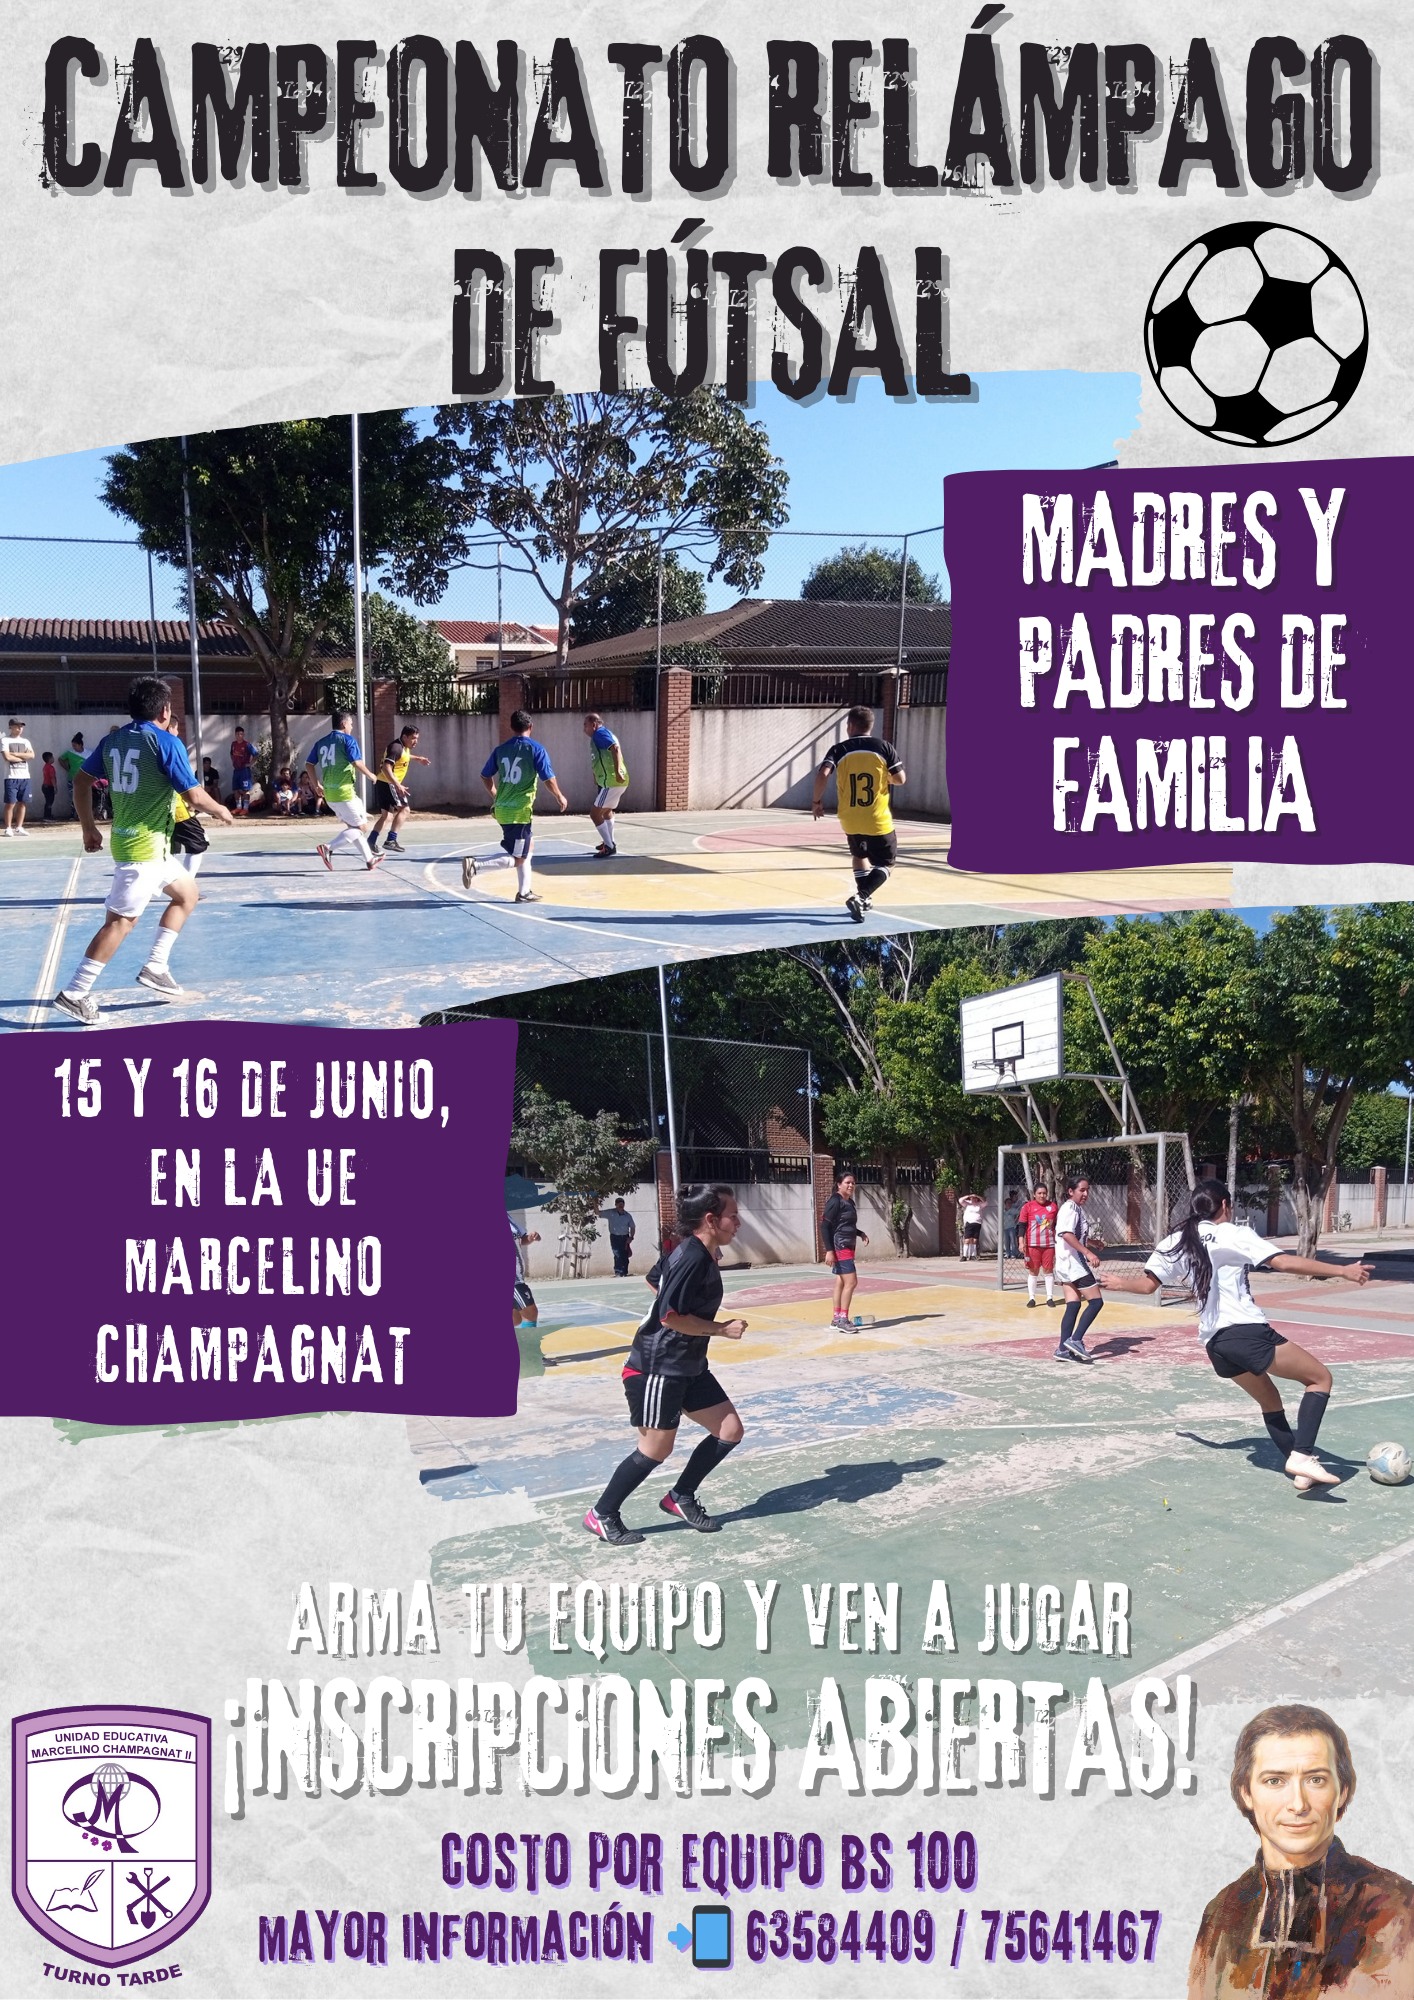 CAMPEONATO RELÁMPAGO
DE FÚTSAL
MADRES Y
PADRES DE
FAMILIA
15
24
16
13
15 Y 16 DE JUNIO,
EN LA UE
MARCELINO
CHAMPAGNAT
ARMA TU EQUIPO Y VEN A JUGAR
¡INSCRIPCIONES ABIERTAS!
UNIDAD EDUCATIVA
MARCELINO CHAMPAGNAT II
M
TURNO TARDE
COSTO POR EQUIPO BS 100
MAYOR INFORMACIÓN 📲 63584409 / 75641467